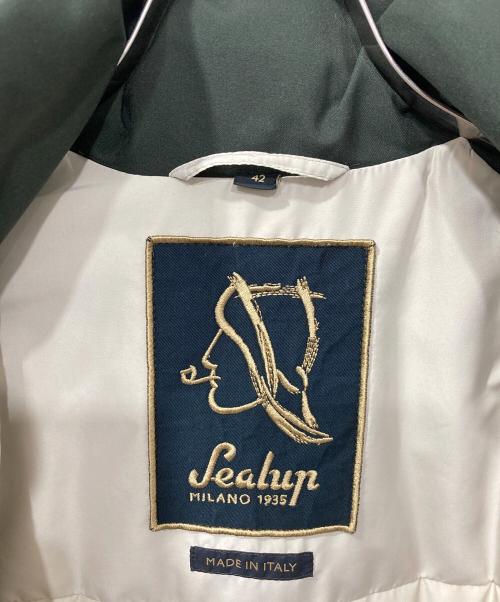 42
Sealup
MILANO 1935
MADE IN ITALY